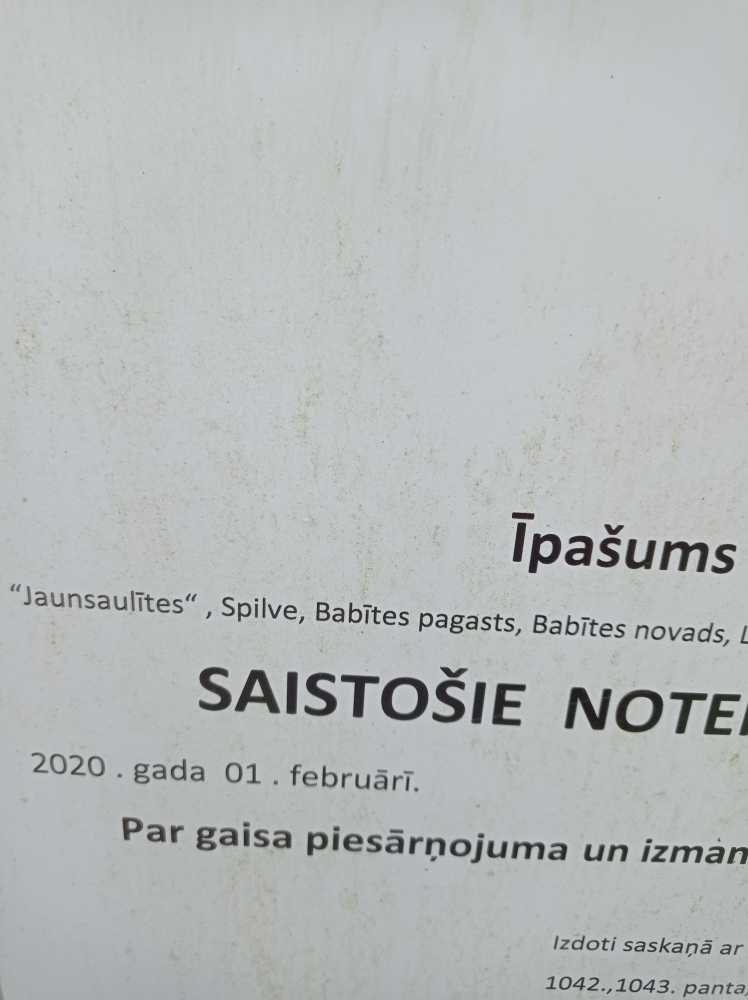 Īpašums
“Jaunsaulītes“ , Spilve, Babītes pagasts, Babītes novads,
SAISTOŠIE
2020 . gada 01 . februārī.
Par gaisa piesārņojuma un
Izdoti saskaņā ar
1042.,1043. panta,